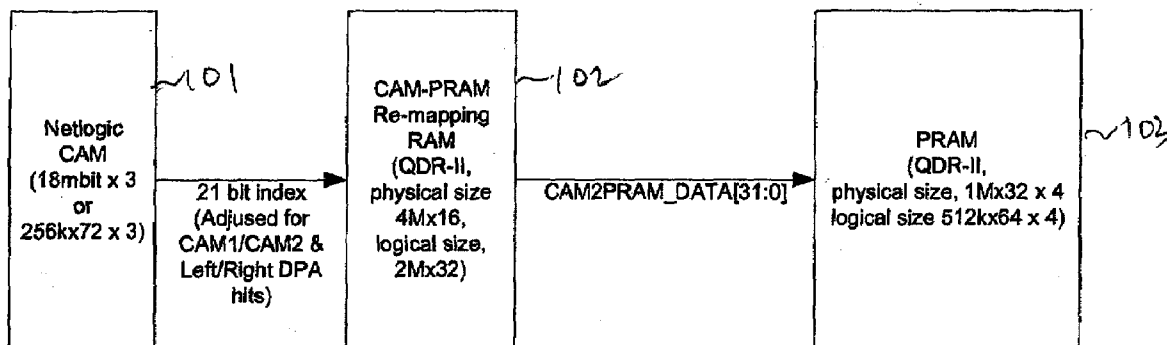 Netlogic
CAM
(18mbit x 3
or
256kx72 x 3)
101
21 bit index
(Adjused for
CAM1/CAM2 &
Left/Right DPA
hits)
CAM-PRAM
Re-mapping
RAM
(QDR-II,
physical size
4Mx16,
logical size,
2Mx32)
102
CAM2PRAM_DATA[31:0]
PRAM
(QDR-II,
physical size, 1Mx32 x 4
logical size 512kx64 x 4)
103